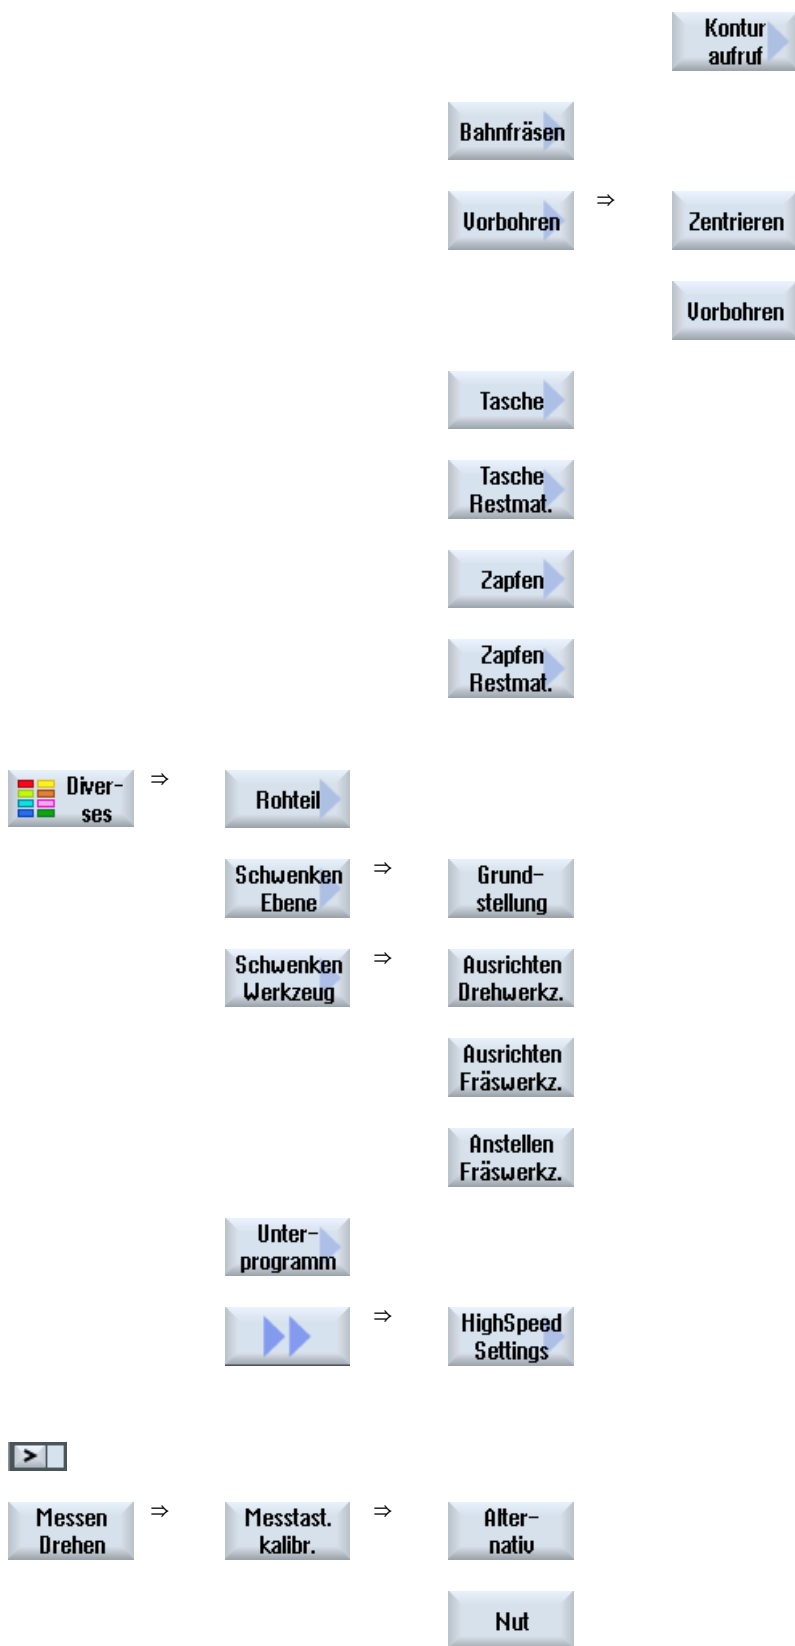 Kontur
aufruf
Bahnfräsen
Vorbohren ⇒ Zentrieren
Vorbohren
Tasche
Tasche
Restmat.
Zapfen
Zapfen
Restmat.
Diver-
ses
⇒
Rohteil
Schwenken
Ebene
⇒
Grund-
stellung
Schwenken
Werkzeug
⇒
Ausrichten
Drehwerkz.
Ausrichten
Fräswerkz.
Anstellen
Fräswerkz.
Unter-
programm
⇒
HighSpeed
Settings
>
Messen
Drehen
⇒
Messtast.
kalibr.
⇒
Alter-
nativ
Nut